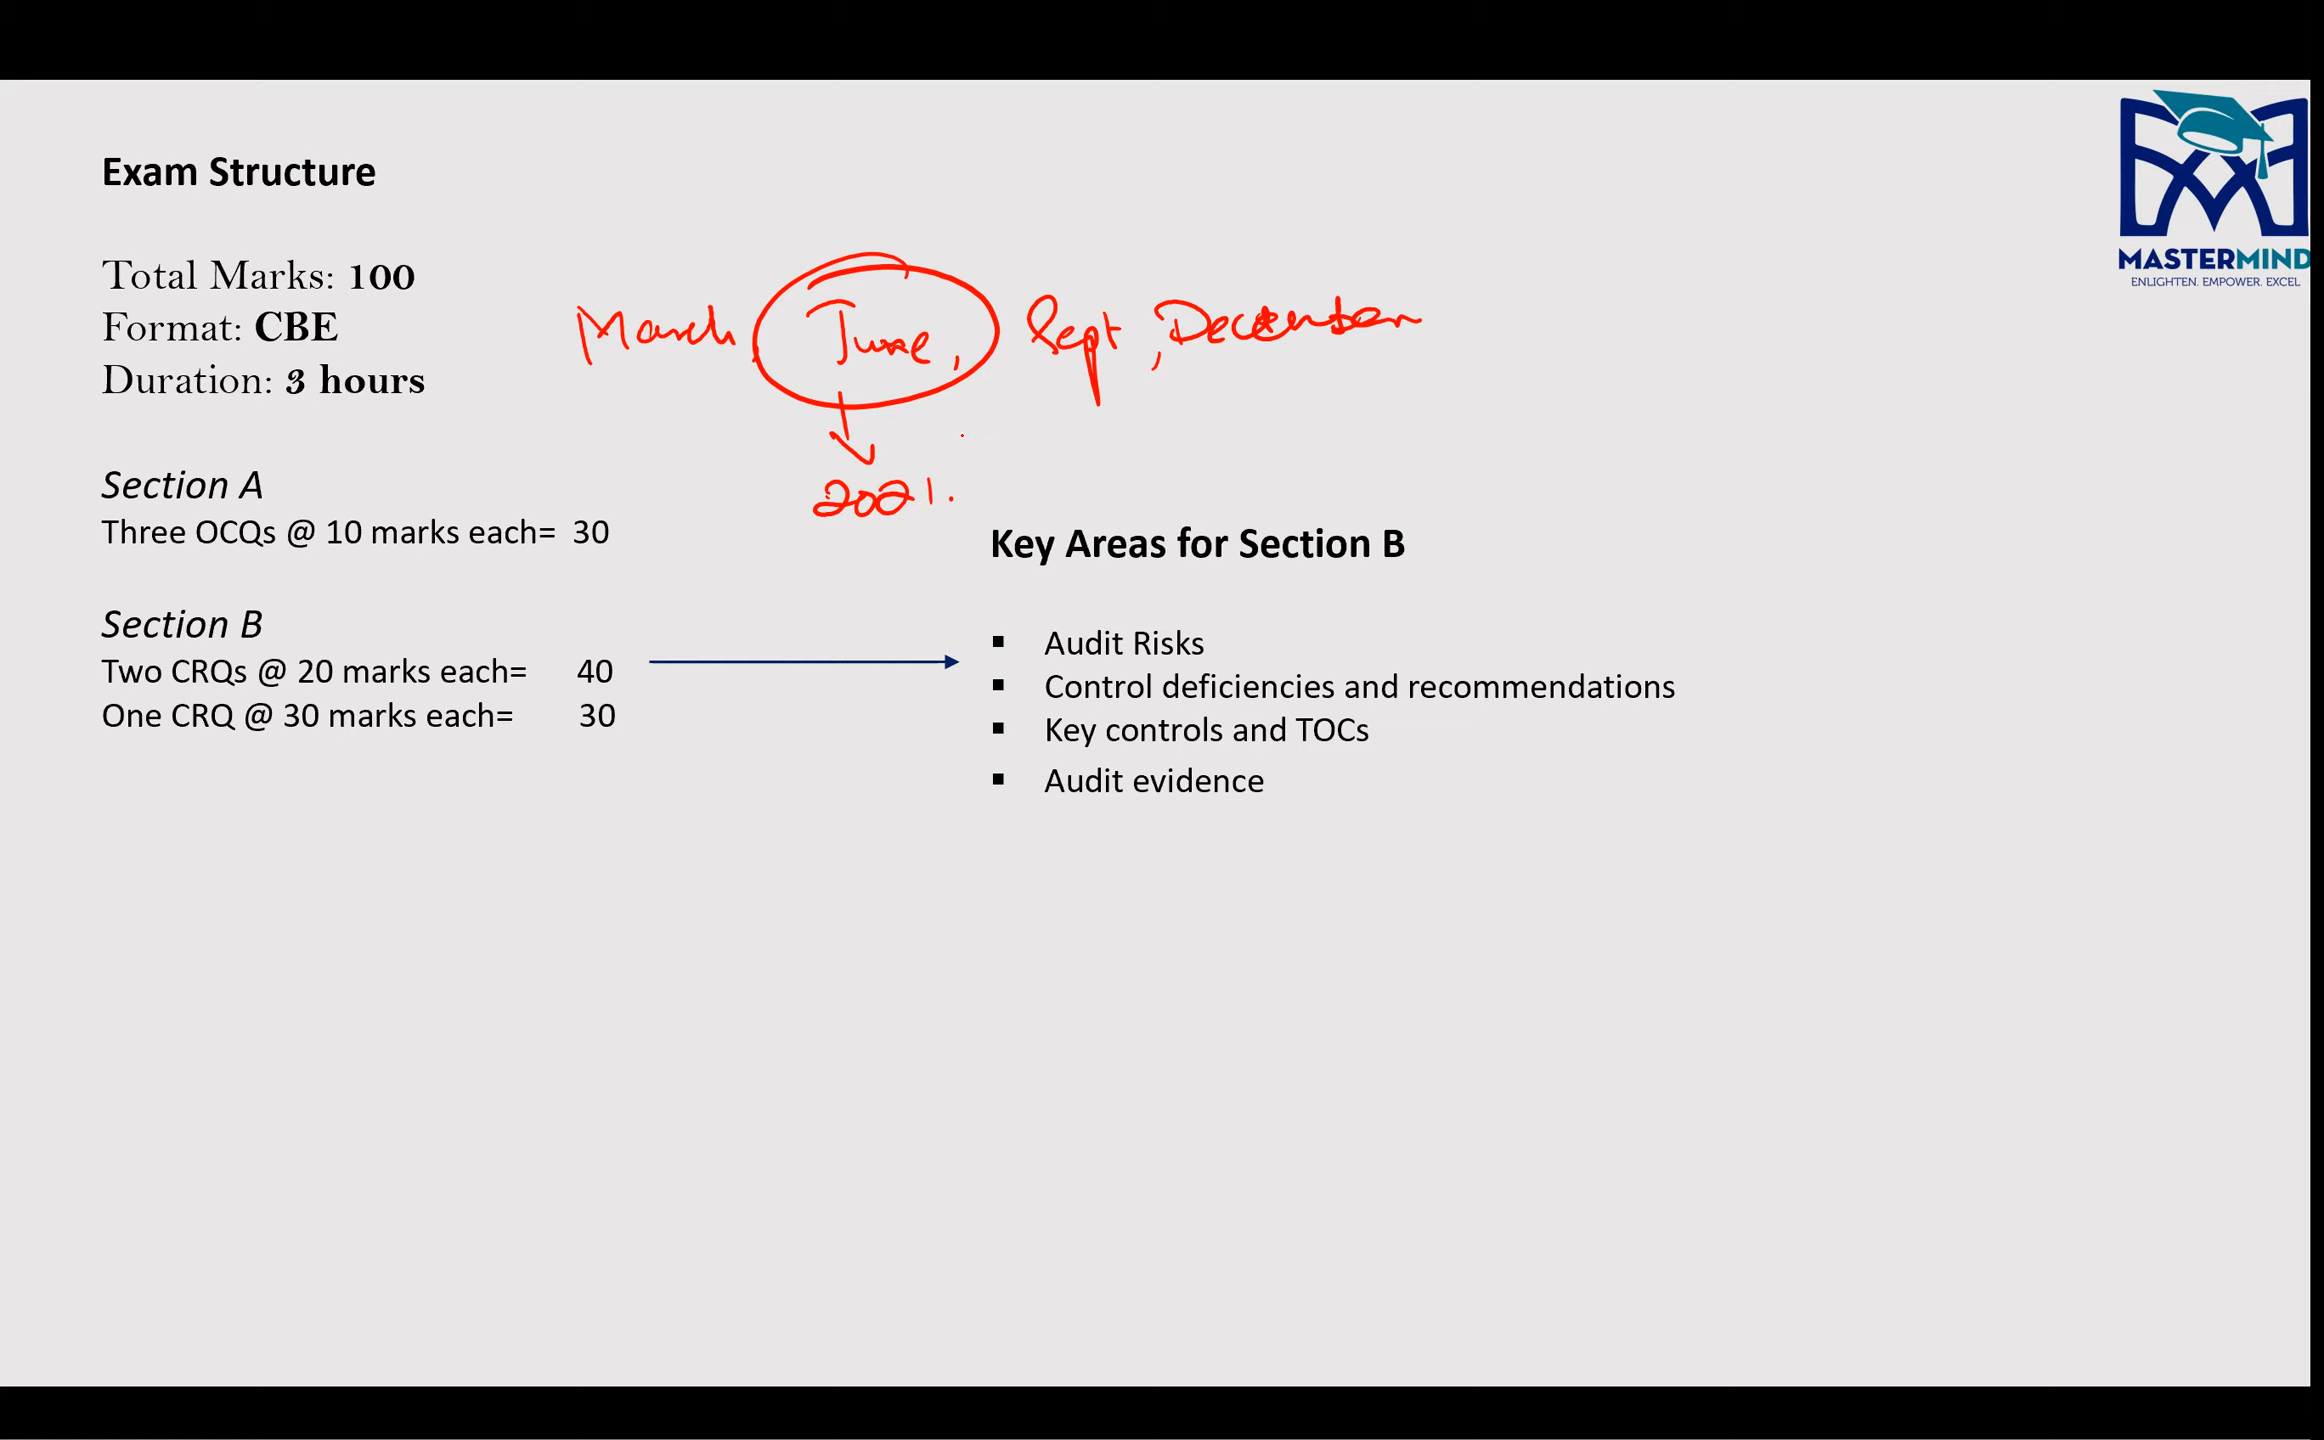 MASTERMIND
ENLIGHTEN. EMPOWER. EXCEL
Exam Structure
Total Marks: 100
Format: CBE
Duration: 3 hours
March, June, Sept, December
2021.
Section A
Three OCQs @ 10 marks each= 30
Section B
Two CRQs @ 20 marks each= 40
One CRQ @ 30 marks each= 30
Key Areas for Section B
▪ Audit Risks
▪ Control deficiencies and recommendations
▪ Key controls and TOCs
▪ Audit evidence